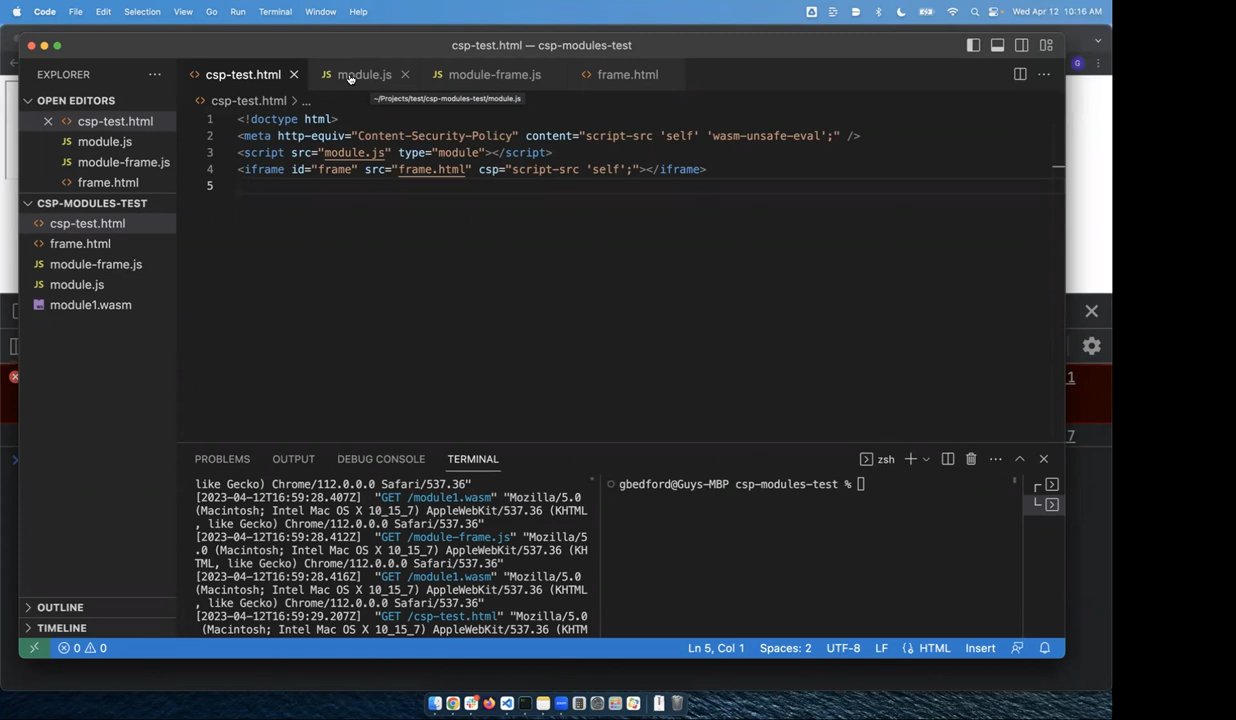 Code File Edit Selection View Go Run Terminal Window Help Wed Apr 12 10:16 AM
csp-test.html — csp-modules-test
G
EXPLORER
csp-test.html
JS module.js
JS module-frame.js
frame.html
~/Projects/test/csp-modules-test/module.js
OPEN EDITORS
csp-test.html
JS module.js
JS module-frame.js
frame.html
CSP-MODULES-TEST
csp-test.html
frame.html
JS module-frame.js
JS module.js
module1.wasm
OUTLINE
TIMELINE
csp-test.html > ...
1 <!doctype html>
2 <meta http-equiv="Content-Security-Policy" content="script-src 'self' 'wasm-unsafe-eval';" />
3 <script src="module.js" type="module"></script>
4 <iframe id="frame" src="frame.html" csp="script-src 'self';"></iframe>
5
1
7
PROBLEMS OUTPUT DEBUG CONSOLE TERMINAL
zsh
like Gecko) Chrome/112.0.0.0 Safari/537.36"
[2023-04-12T16:59:28.407Z] "GET /module1.wasm" "Mozilla/5.0
(Macintosh; Intel Mac OS X 10_15_7) AppleWebKit/537.36 (KHTML
, like Gecko) Chrome/112.0.0.0 Safari/537.36"
[2023-04-12T16:59:28.412Z] "GET /module-frame.js" "Mozilla/5
.0 (Macintosh; Intel Mac OS X 10_15_7) AppleWebKit/537.36 (KH
TML, like Gecko) Chrome/112.0.0.0 Safari/537.36"
[2023-04-12T16:59:28.416Z] "GET /module1.wasm" "Mozilla/5.0
(Macintosh; Intel Mac OS X 10_15_7) AppleWebKit/537.36 (KHTML
, like Gecko) Chrome/112.0.0.0 Safari/537.36"
[2023-04-12T16:59:29.207Z] "GET /csp-test.html" "Mozilla/5.0
(Macintosh; Intel Mac OS X 10_15_7) AppleWebKit/537.36 (KHTM
gbedford@Guys-MBP csp-modules-test %
0 0
Ln 5, Col 1 Spaces: 2 UTF-8 LF HTML Insert